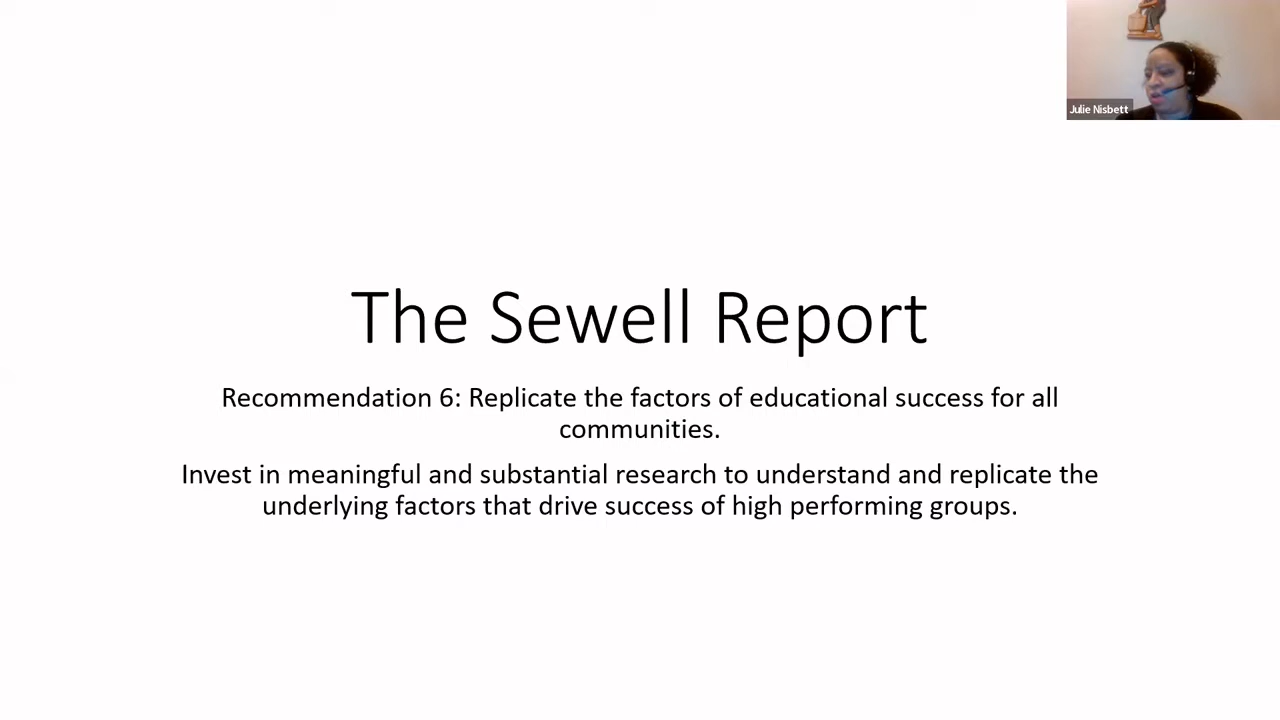 Julie Nisbett
The Sewell Report
Recommendation 6: Replicate the factors of educational success for all
communities.
Invest in meaningful and substantial research to understand and replicate the
underlying factors that drive success of high performing groups.